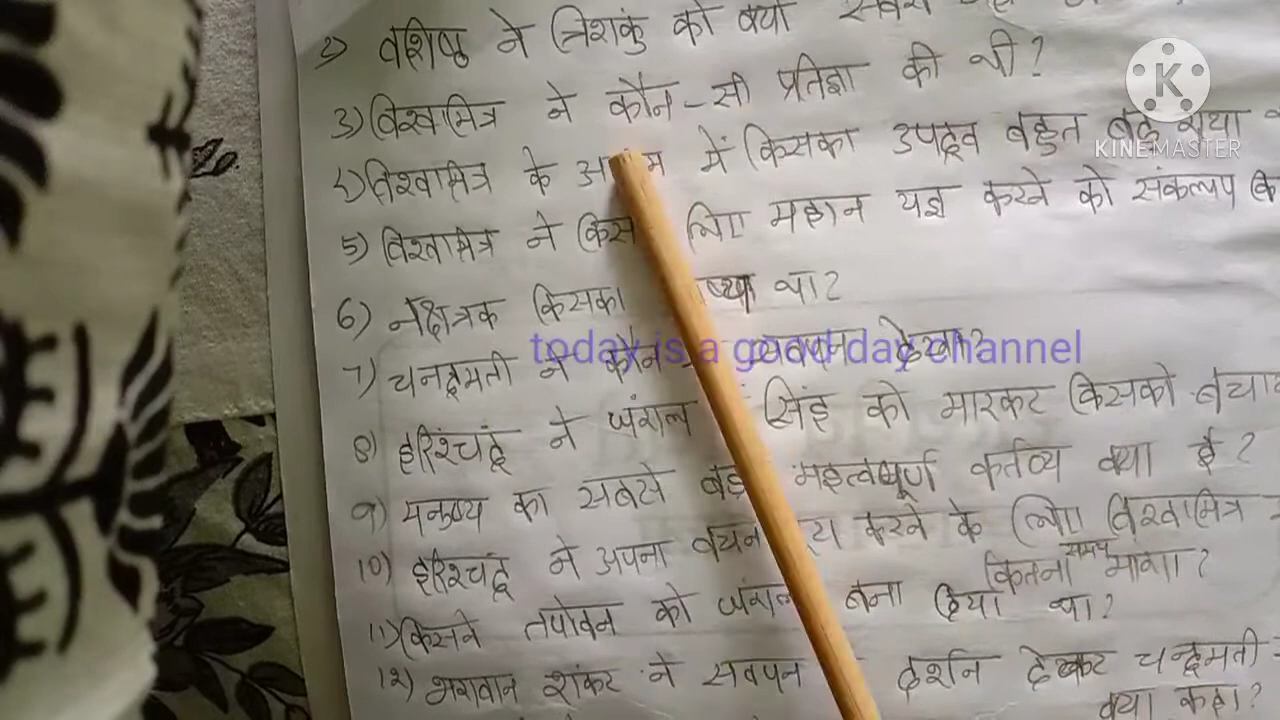 2) वशिष्ठ ने त्रिशंकु को क्या
3) विश्वामित्र ने कौन-सी प्रतिज्ञा की थी?
KINEMASTER
4) विश्वामित्र के में किसका उपद्रव बहुत बढ़ गया
5) विश्वामित्र ने किस लिए महान यज्ञ करने को संकल्प
6) नक्षत्रक किसका था?
7) चन्द्रमती ने कौन देखा?
today is a good day channel
8) हरिश्चंद्र ने जंगल सिंह को मारकर किसको बचाया
9) मनुष्य का सबसे बड़ा महत्वपूर्ण कर्तव्य क्या है?
10) हरिश्चंद्र ने अपना वचन करने के लिए विश्वामित्र
कितना समय मांगा?
11) किसने तपोवन को जंगल बना दिया था?
12) भगवान शंकर ने सवपन दर्शन देखकर चन्द्रमती
क्या कहा?